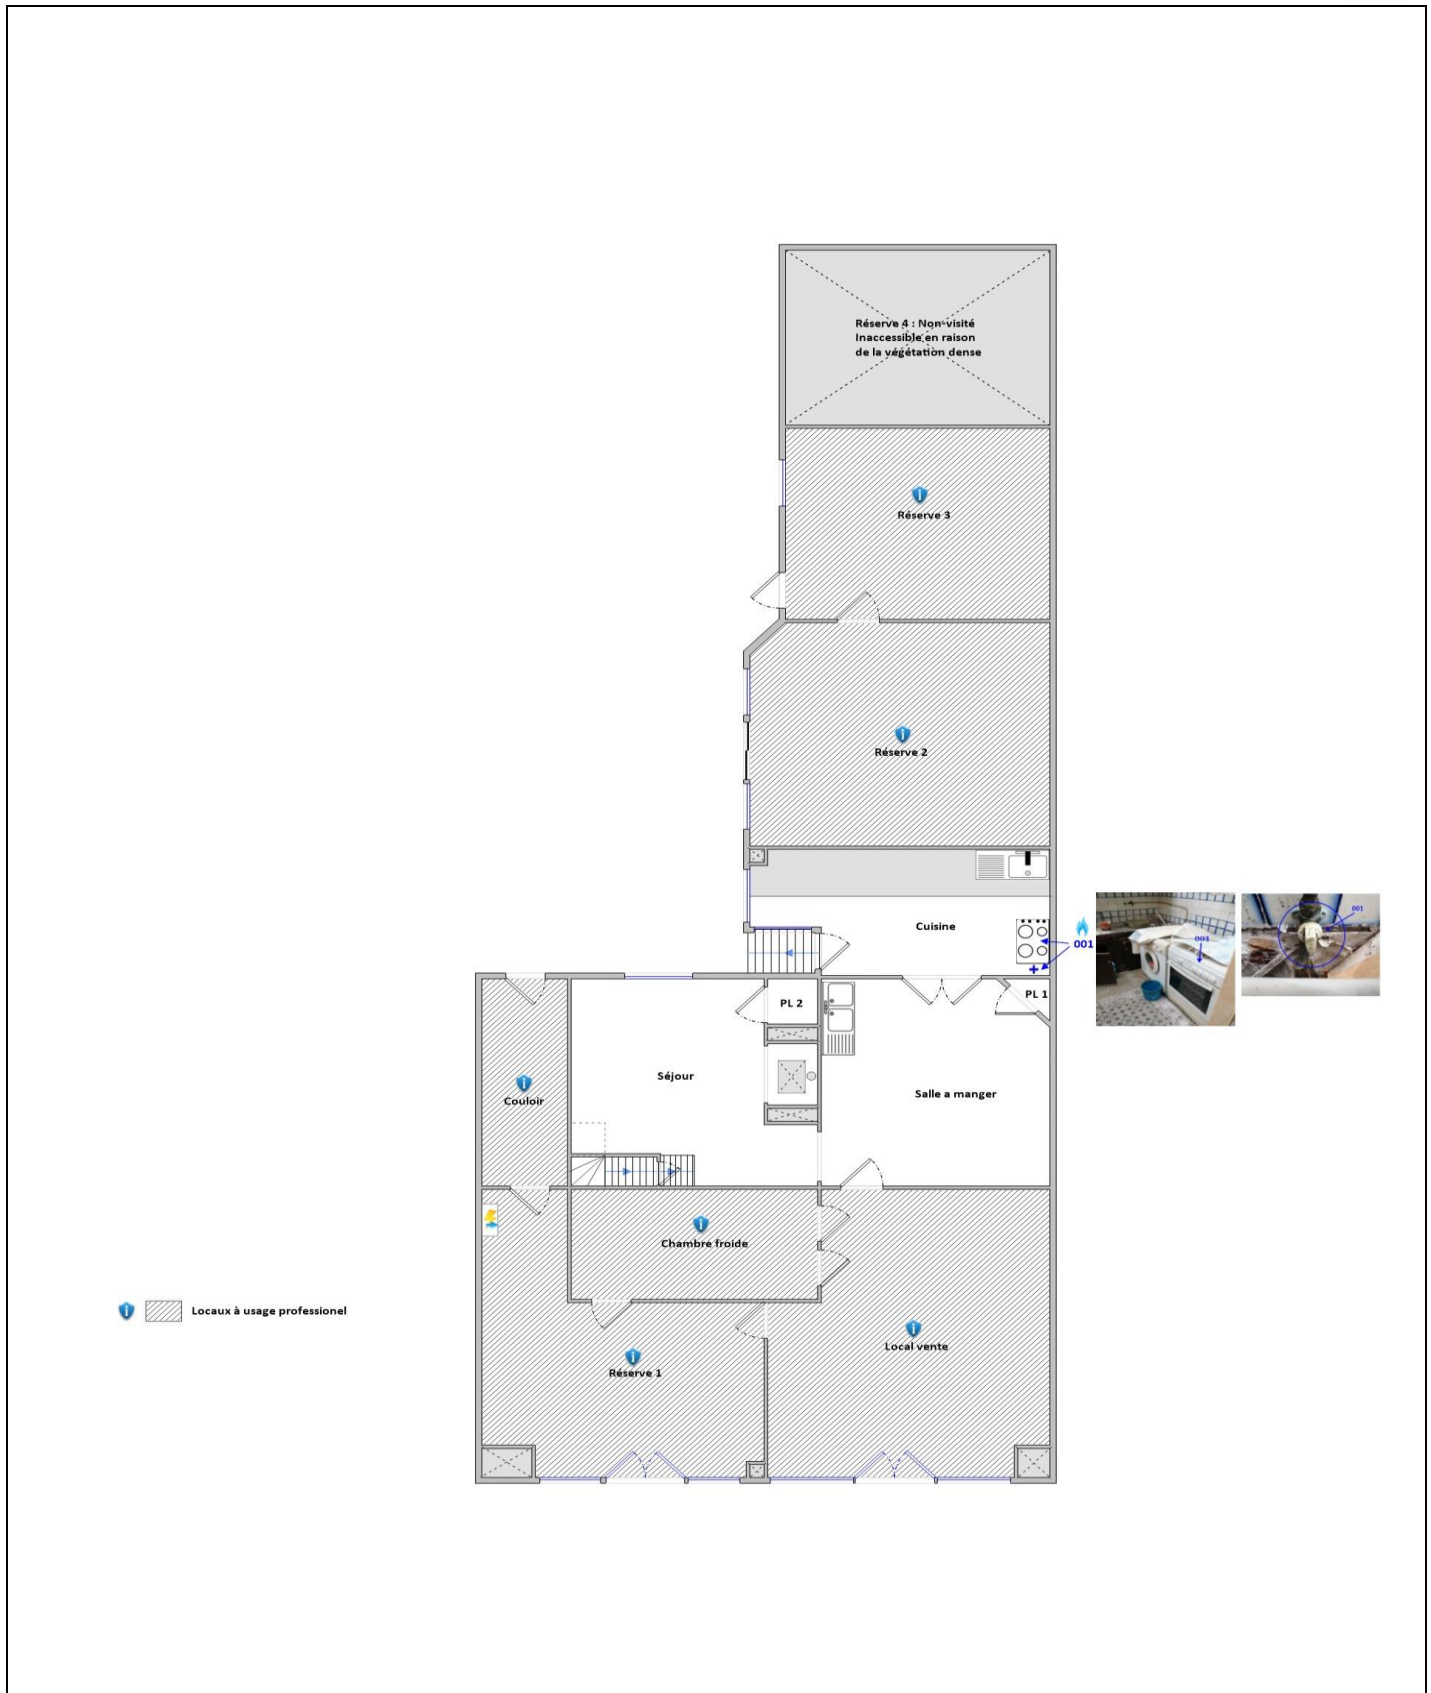 Réserve 4 : Non visité
Inaccessible en raison
de la végétation dense
Réserve 3
Réserve 2
Cuisine
001
001
001
PL 1
PL 2
Séjour
Salle a manger
Couloir
Chambre froide
Locaux à usage professionel
Local vente
Réserve 1